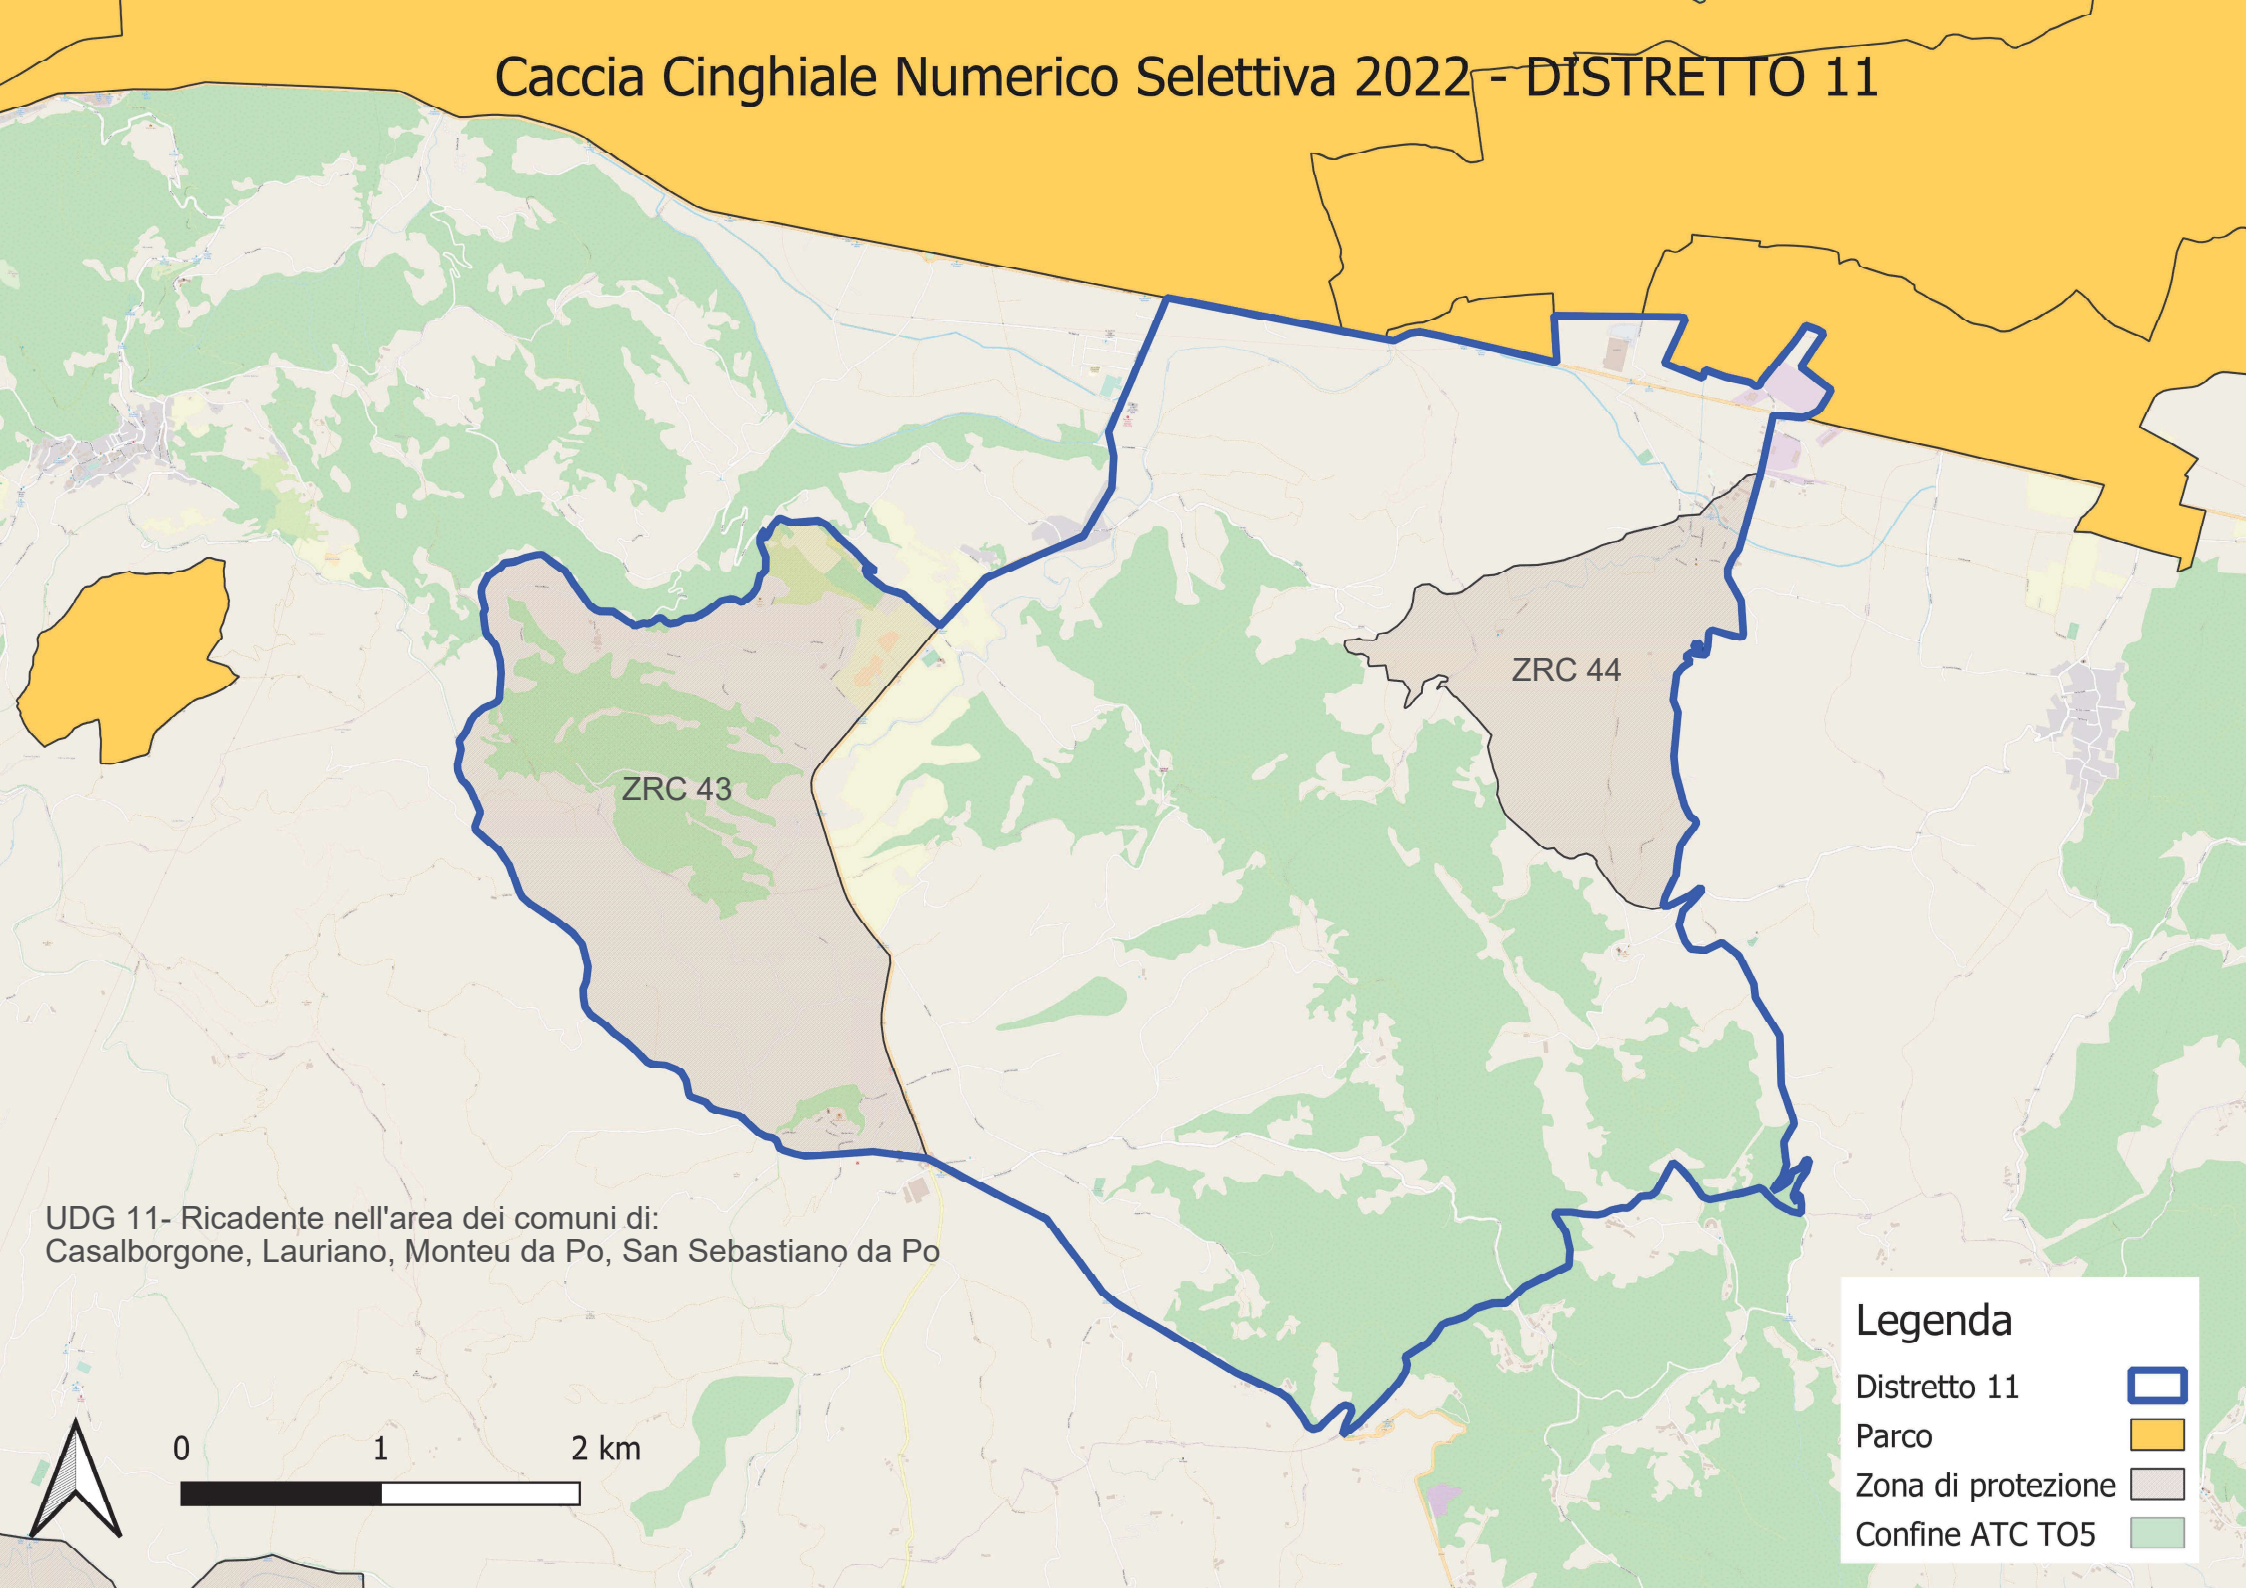 Caccia Cinghiale Numerico Selettiva 2022 - DISTRETTO 11
ZRC 44
ZRC 43
UDG 11- Ricadente nell'area dei comuni di:
Casalborgone, Lauriano, Monteu da Po, San Sebastiano da Po
0 1 2 km
Legenda
Distretto 11
Parco
Zona di protezione
Confine ATC TO5